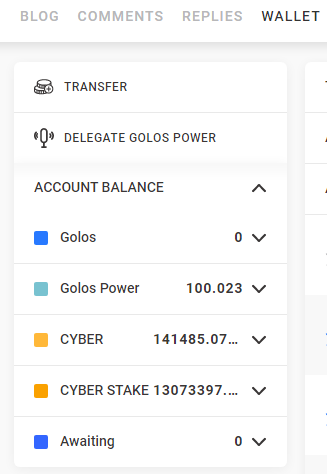 BLOG COMMENTS REPLIES WALLET
TRANSFER
DELEGATE GOLOS POWER
ACCOUNT BALANCE
Golos 0
Golos Power 100.023
CYBER 141485.07...
CYBER STAKE 13073397....
Awaiting 0